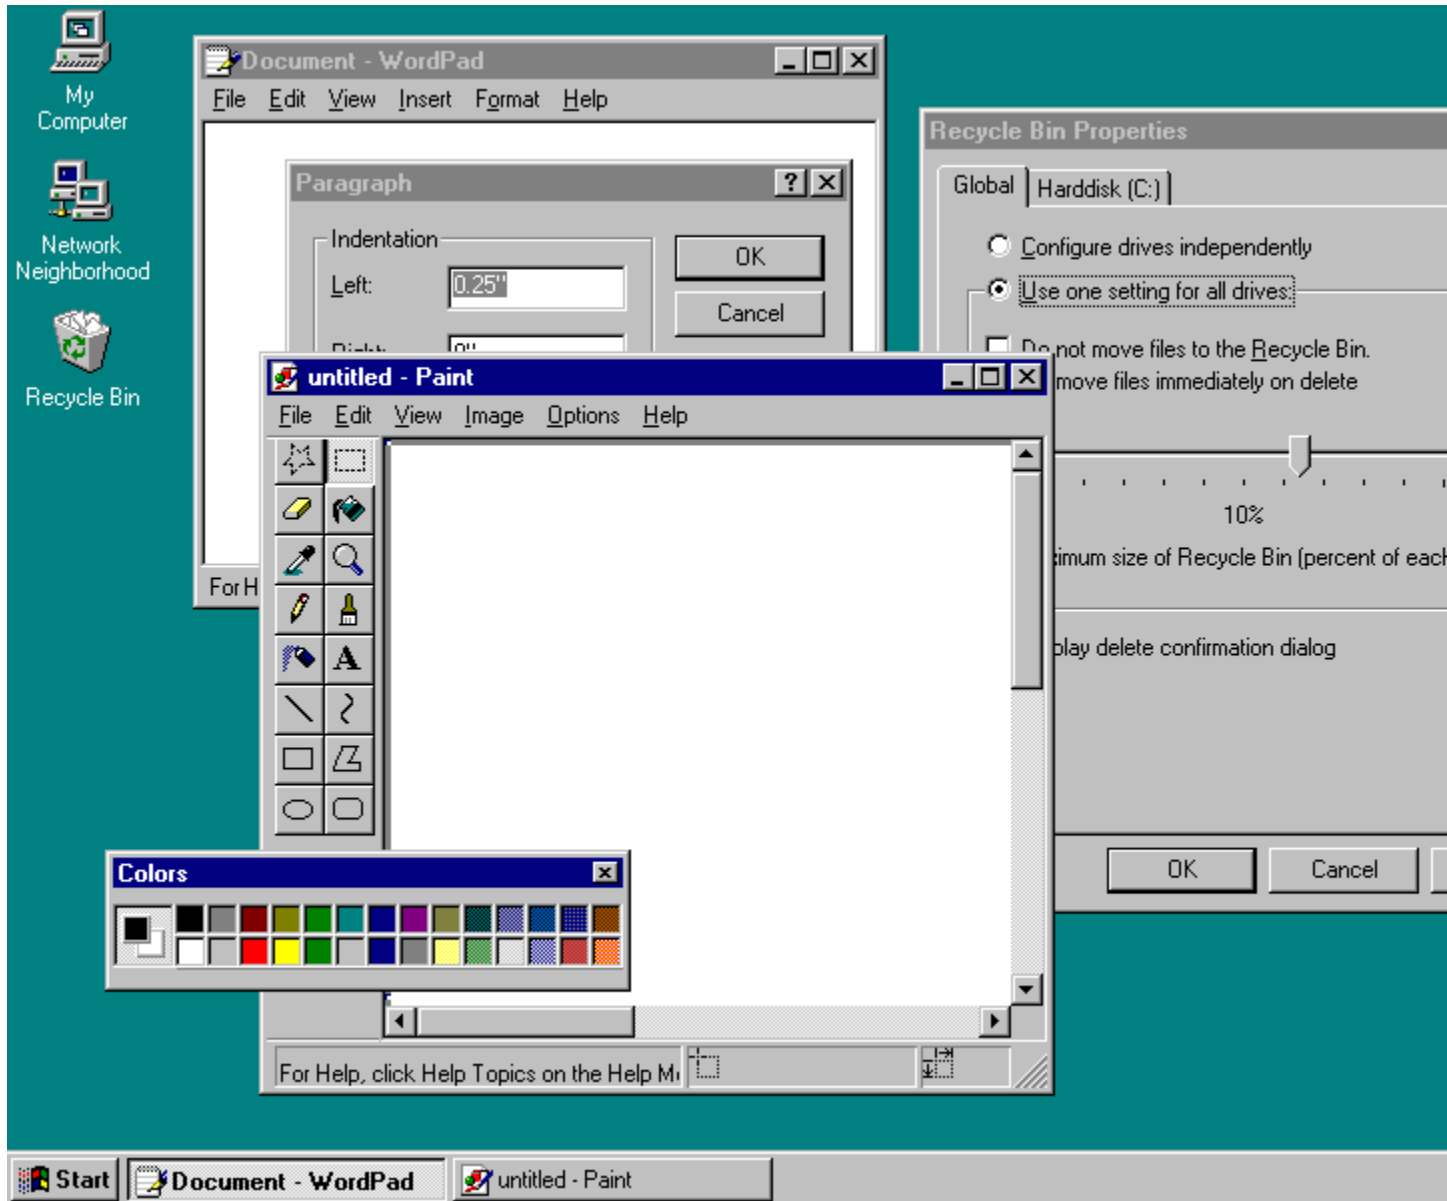 My
Computer
Network
Neighborhood
Recycle Bin
Document - WordPad
File Edit View Insert Format Help
Paragraph
Indentation
Left:
0.25"
OK
Cancel
Right:
0"
For H
Recycle Bin Properties
Global
Harddisk (C:)
Configure drives independently
Use one setting for all drives:
Do not move files to the Recycle Bin.
move files immediately on delete
10%
imum size of Recycle Bin (percent of each
play delete confirmation dialog
OK
Cancel
untitled - Paint
File Edit View Image Options Help
A
Colors
For Help, click Help Topics on the Help M
Start
Document - WordPad
untitled - Paint